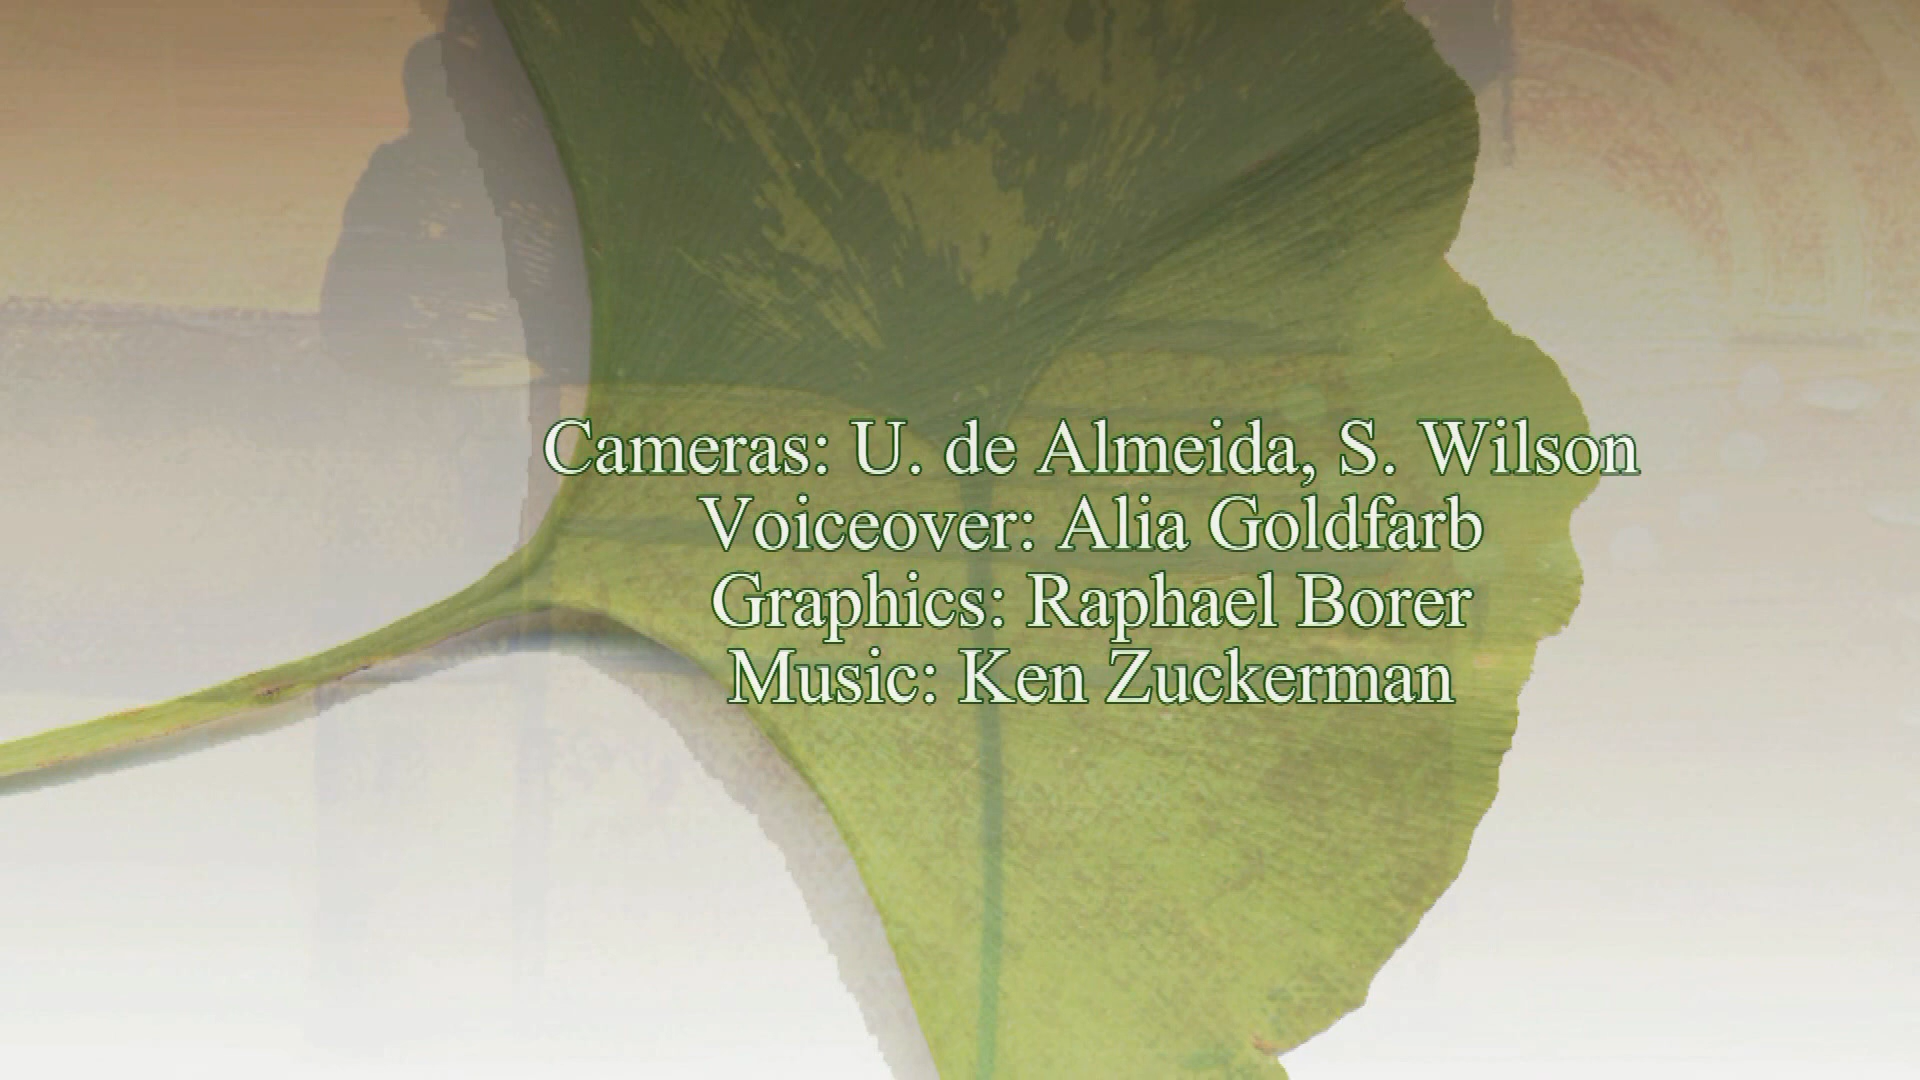 Cameras: U. de Almeida, S. Wilson
Voiceover: Alia Goldfarb
Graphics: Raphael Borer
Music: Ken Zuckerman